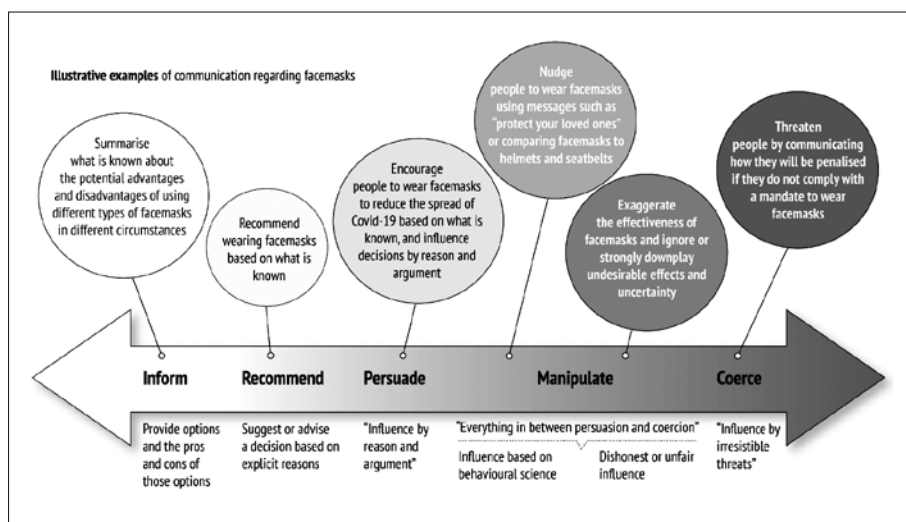 Illustrative examples of communication regarding facemasks
Summarise
what is known about
the potential advantages
and disadvantages of using
different types of facemasks
in different circumstances
Recommend
wearing facemasks
based on what is
known
Encourage
people to wear facemasks
to reduce the spread of
Covid-19 based on what is
known, and influence
decisions by reason and
argument
Nudge
people to wear facemasks
using messages such as
"protect your loved ones"
or comparing facemasks to
helmets and seatbelts
Exaggerate
the effectiveness of
facemasks and ignore or
strongly downplay
undesirable effects and
uncertainty
Threaten
people by communicating
how they will be penalised
if they do not comply with
a mandate to wear
facemasks
Inform
Recommend
Persuade
Manipulate
Coerce
Provide options
and the pros
and cons of
those options
Suggest or advise
a decision based on
explicit reasons
"Influence by
reason and
argument"
"Everything in between persuasion and coercion"
Influence based on
behavioural science
Dishonest or unfair
influence
"Influence by
irresistible
threats"